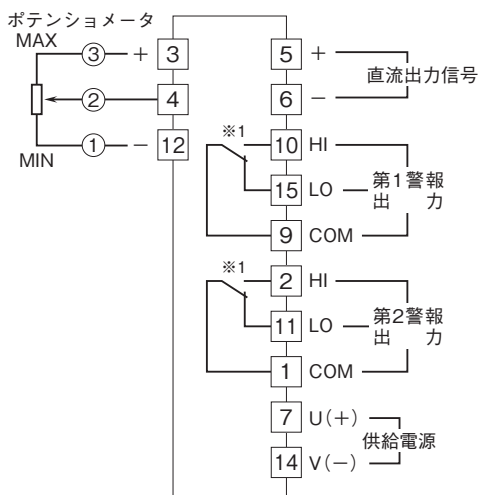 ポテンショメータ
MAX
③ + 3
② 4
① − 12
MIN
5 +
直流出力信号
6 −
※1
10 HI
15 LO 第1警報
出　力
9 COM
※1
2 HI
11 LO 第2警報
出　力
1 COM
7 U(+)
供給電源
14 V(−)